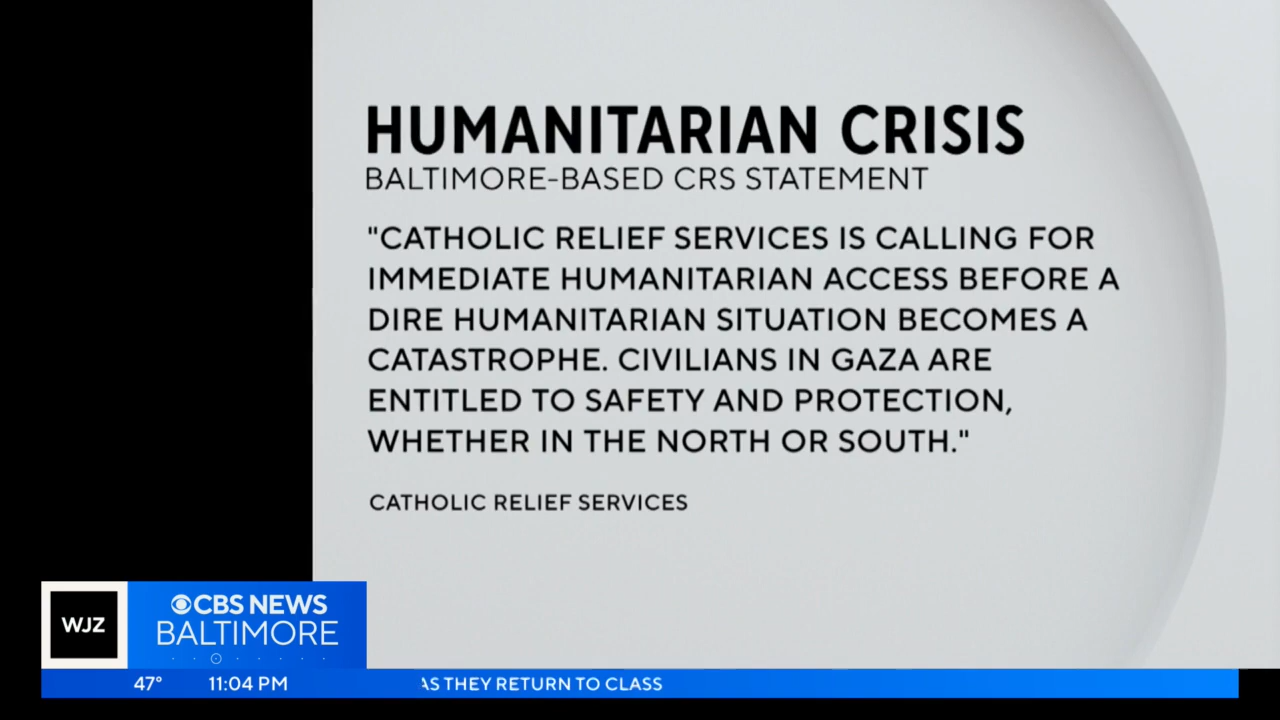 HUMANITARIAN CRISIS
BALTIMORE-BASED CRS STATEMENT
"CATHOLIC RELIEF SERVICES IS CALLING FOR
IMMEDIATE HUMANITARIAN ACCESS BEFORE A
DIRE HUMANITARIAN SITUATION BECOMES A
CATASTROPHE. CIVILIANS IN GAZA ARE
ENTITLED TO SAFETY AND PROTECTION,
WHETHER IN THE NORTH OR SOUTH."
CATHOLIC RELIEF SERVICES
WJZ
CBS NEWS
BALTIMORE
47° 11:04 PM AS THEY RETURN TO CLASS